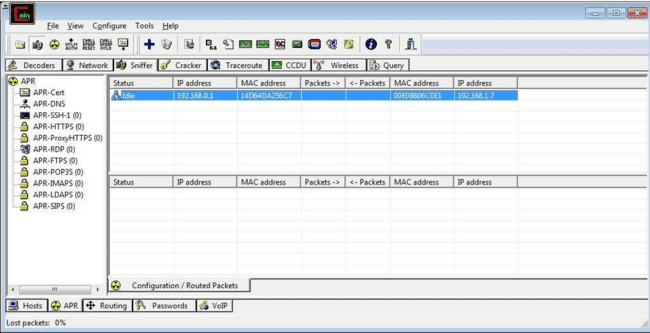 File View Configure Tools Help
Decoders Network Sniffer Cracker Traceroute CCDU Wireless Query
APR
APR-Cert
APR-DNS
APR-SSH-1 (0)
APR-HTTPS (0)
APR-ProxyHTTPS (0)
APR-RDP (0)
APR-FTPS (0)
APR-POP3S (0)
APR-IMAPS (0)
APR-LDAPS (0)
APR-SIPS (0)
Status IP address MAC address Packets -> <- Packets MAC address IP address
Idle 192.168.0.1 14D64DA256C7 00E0B606C0E1 192.168.1.7
Status IP address MAC address Packets -> <- Packets MAC address IP address
Configuration / Routed Packets
Hosts APR Routing Passwords VoIP
Lost packets: 0%